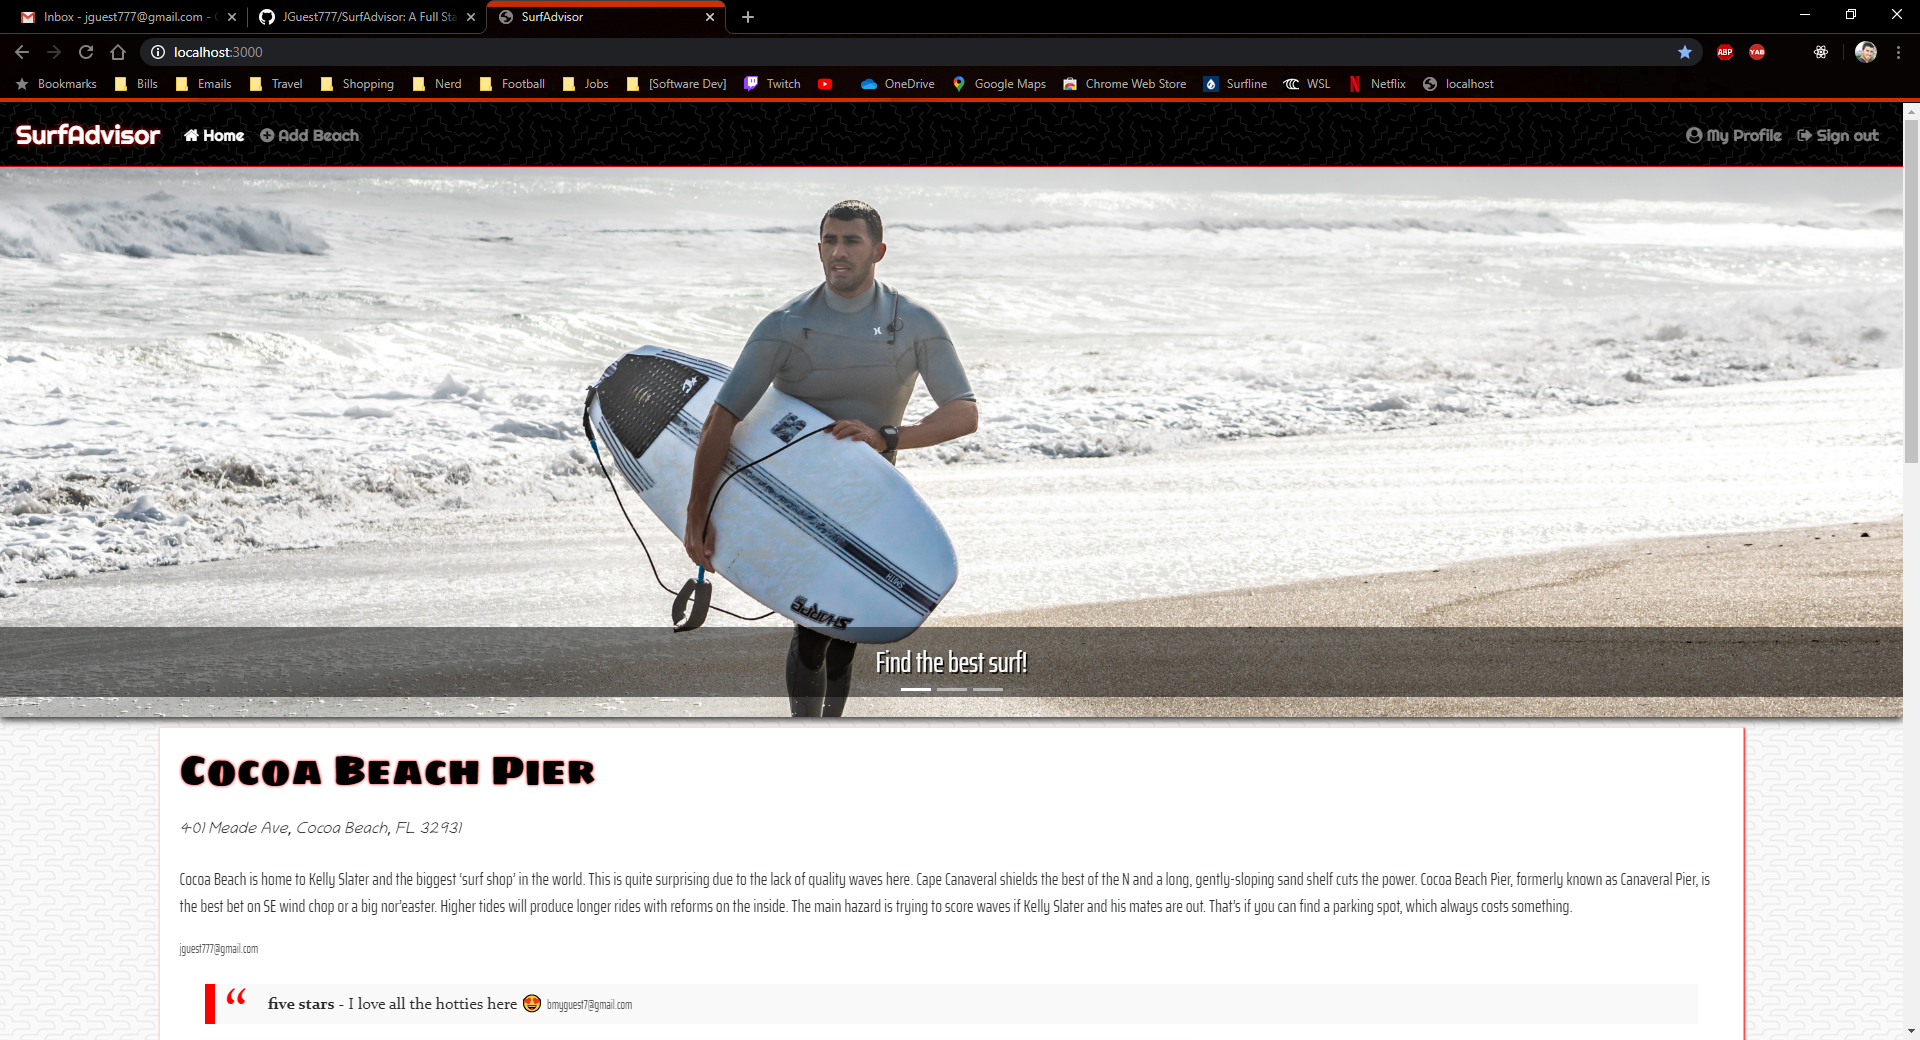 Inbox - jguest777@gmail.com - G
JGuest777/SurfAdvisor: A Full Sta
SurfAdvisor
localhost:3000
ABP
YAB
Bookmarks
Bills
Emails
Travel
Shopping
Nerd
Football
Jobs
[Software Dev]
Twitch
OneDrive
Google Maps
Chrome Web Store
Surfline
WSL
Netflix
localhost
SurfAdvisor
Home
Add Beach
My Profile
Sign out
SHARPE
Find the best surf!
Cocoa Beach Pier
401 Meade Ave, Cocoa Beach, FL 32931
Cocoa Beach is home to Kelly Slater and the biggest ‘surf shop’ in the world. This is quite surprising due to the lack of quality waves here. Cape Canaveral shields the best of the N and a long, gently-sloping sand shelf cuts the power. Cocoa Beach Pier, formerly known as Canaveral Pier, is
the best bet on SE wind chop or a big nor’easter. Higher tides will produce longer rides with reforms on the inside. The main hazard is trying to score waves if Kelly Slater and his mates are out. That’s if you can find a parking spot, which always costs something.
jguest777@gmail.com
“ five stars - I love all the hotties here 😍 bmyguest7@gmail.com